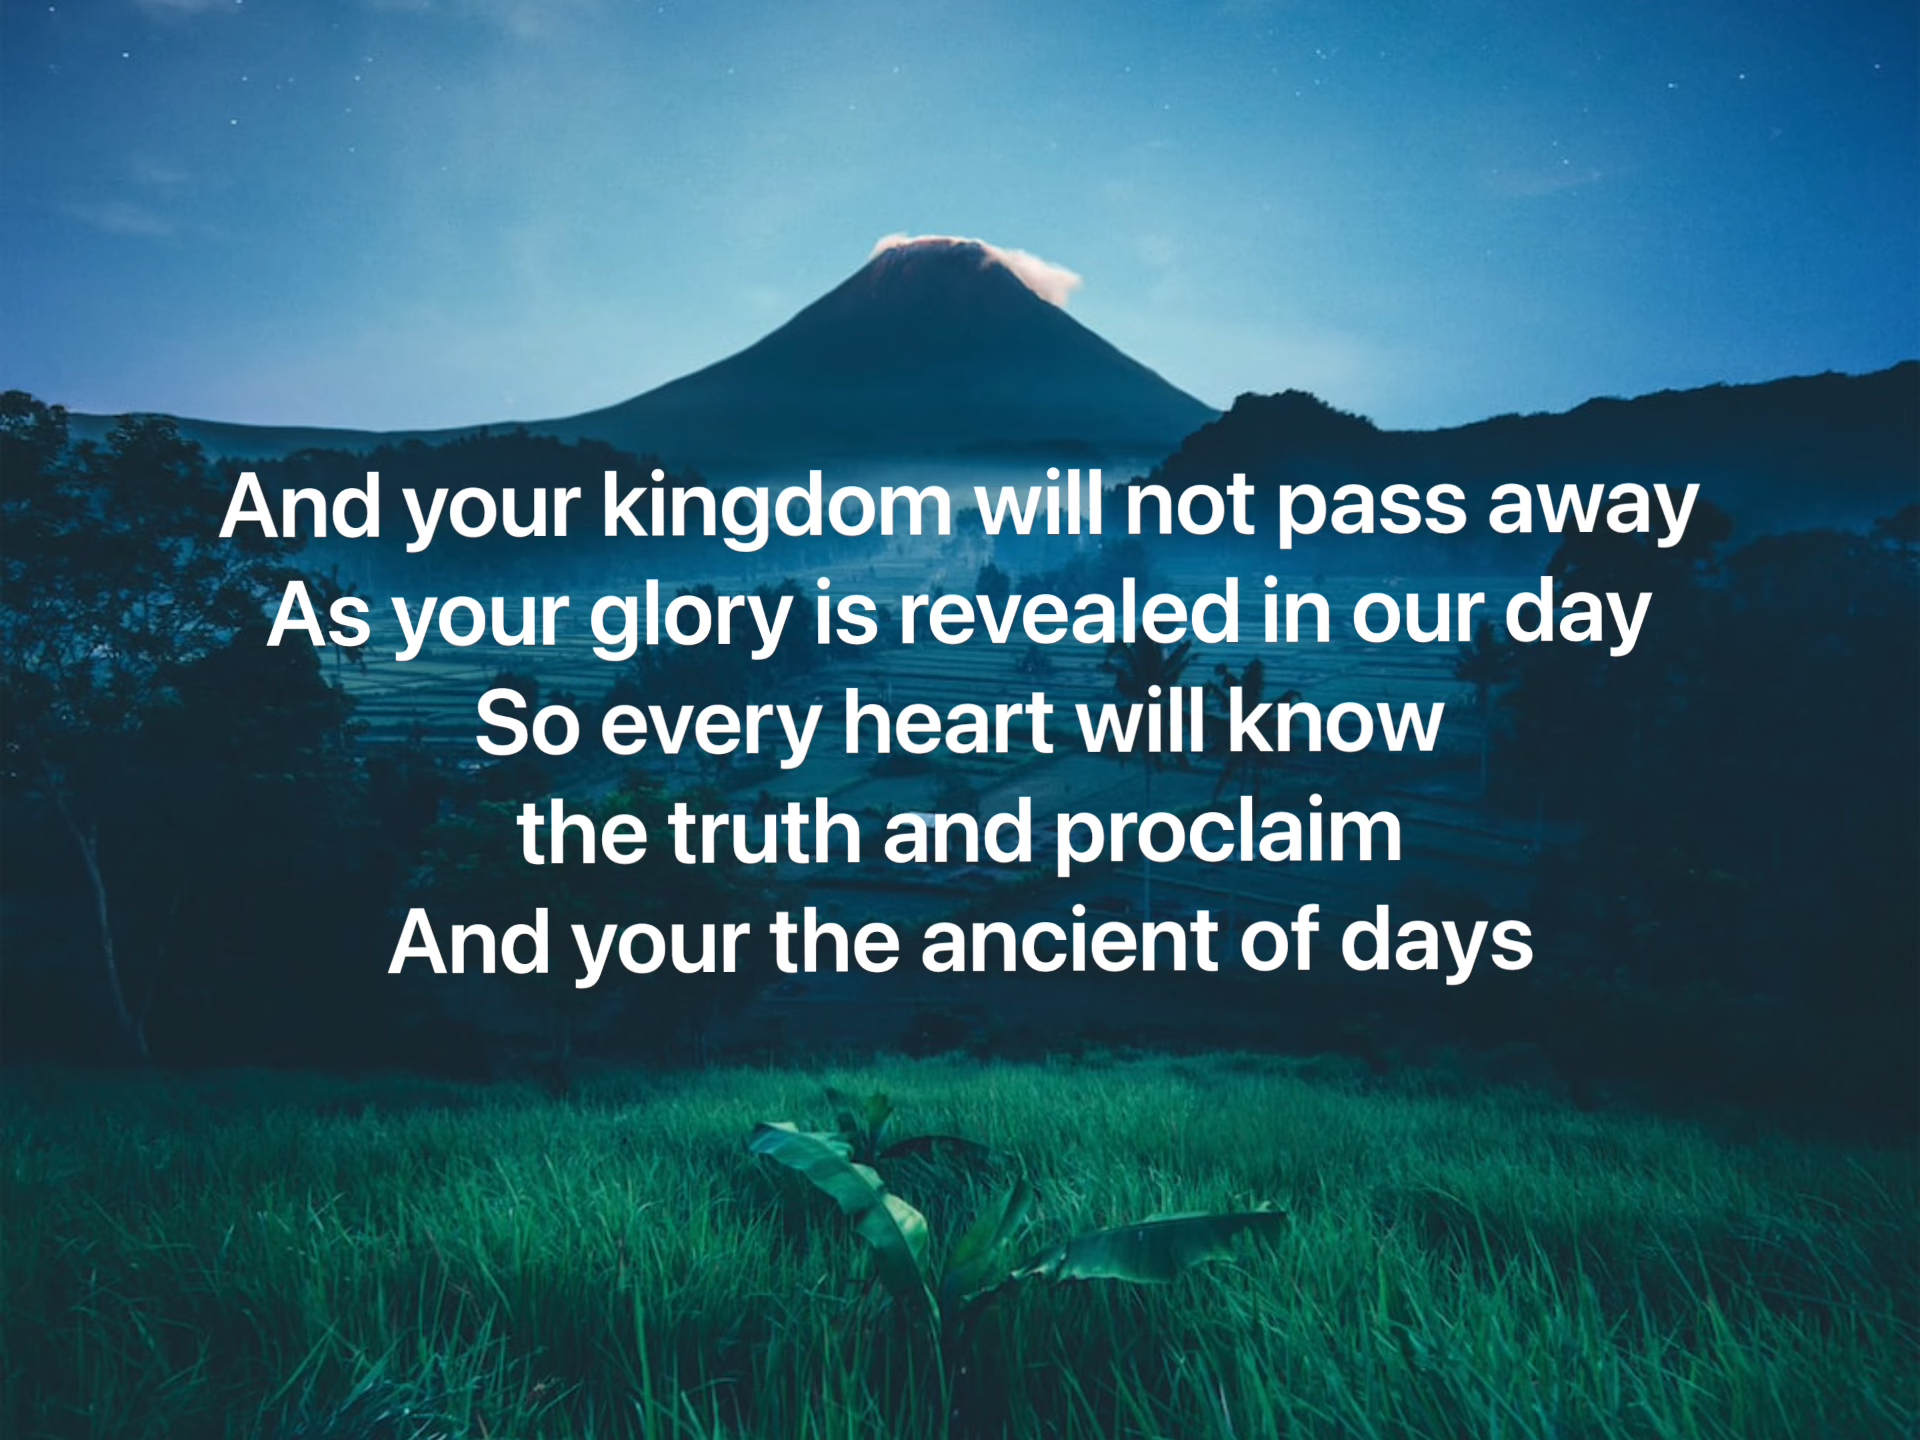 And your kingdom will not pass away
As your glory is revealed in our day
So every heart will know
the truth and proclaim
And your the ancient of days